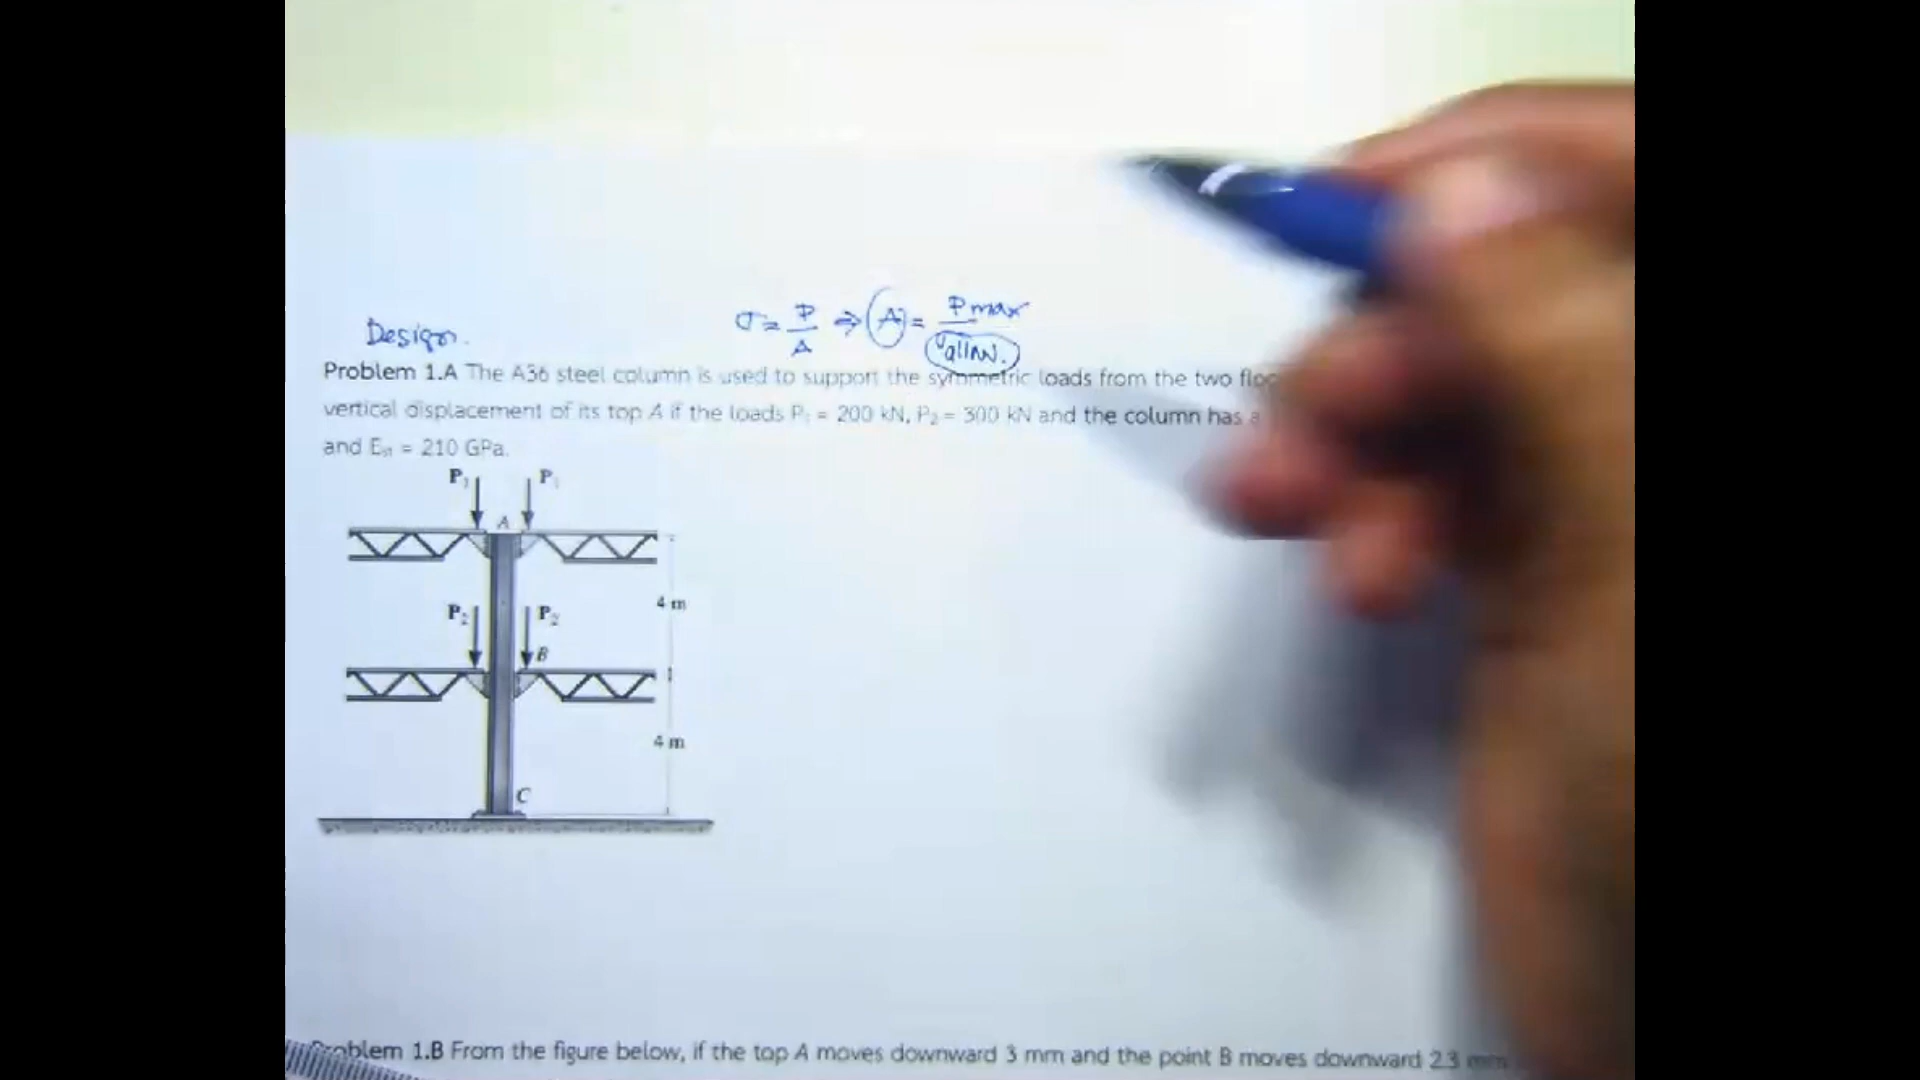 σ = P/A ⇒ A = Pmax/σallow.
Design.
Problem 1.A The A36 steel column is used to support the symmetric loads from the two
vertical displacement of its top A if the loads P₁ = 200 kN, P₂ = 300 kN and the column has a
and Eₛₜ = 210 GPa.
P₁ P₁
A
4 m
P₂ P₂
B
4 m
C
Problem 1.B From the figure below, if the top A moves downward 3 mm and the point B moves downward 2.3 mm